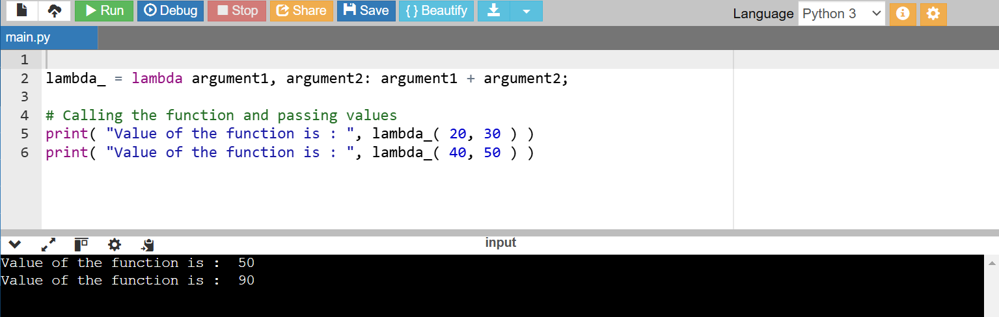 Run Debug Stop Share Save {} Beautify Language Python 3
main.py
1
2 lambda_ = lambda argument1, argument2: argument1 + argument2;
3
4 # Calling the function and passing values
5 print( "Value of the function is : ", lambda_( 20, 30 ) )
6 print( "Value of the function is : ", lambda_( 40, 50 ) )
input
Value of the function is :  50
Value of the function is :  90